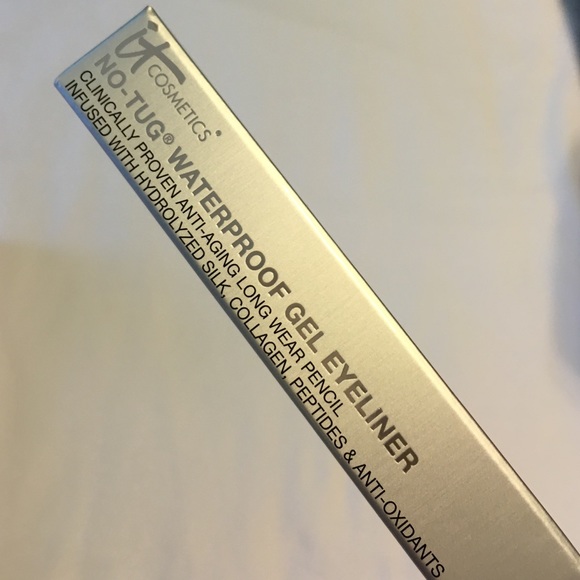 iT
COSMETICS®
NO-TUG® WATERPROOF GEL EYELINER
CLINICALLY PROVEN ANTI-AGING LONG WEAR PENCIL
INFUSED WITH HYDROLYZED SILK, COLLAGEN, PEPTIDES & ANTI-OXIDANTS